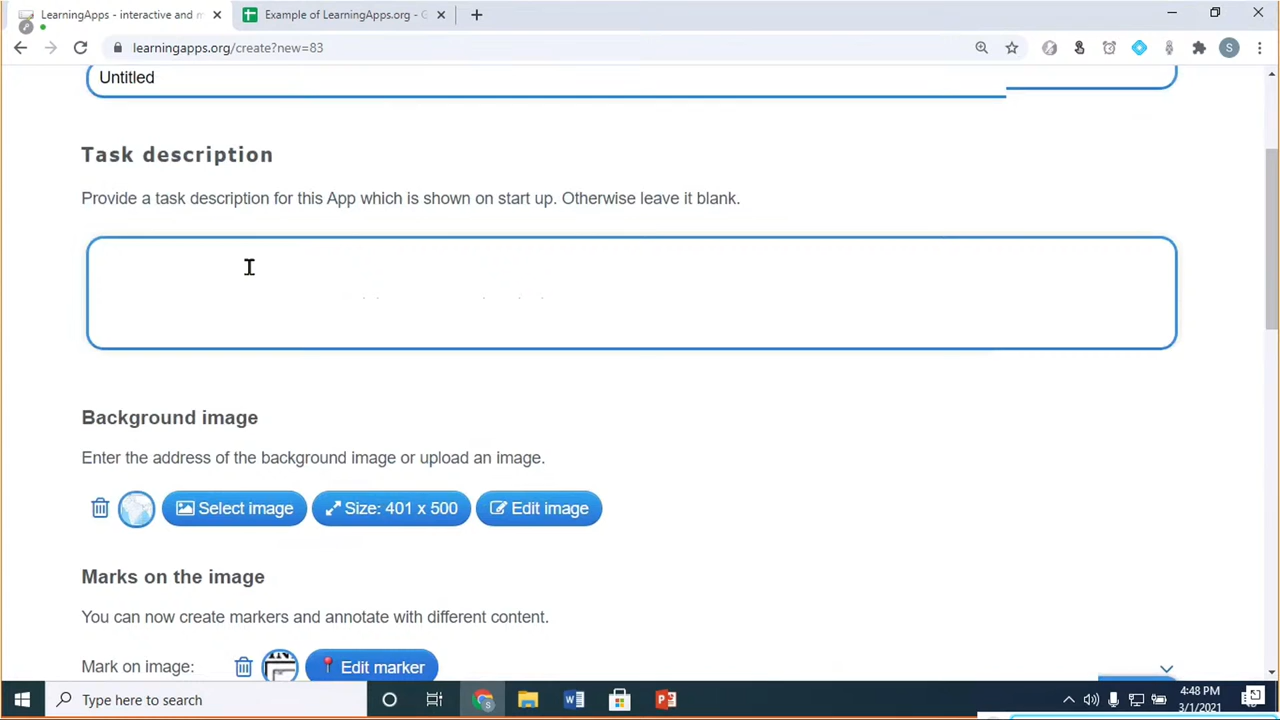 LearningApps - interactive and m
Example of LearningApps.org - G
learningapps.org/create?new=83
S
Untitled
Task description
Provide a task description for this App which is shown on start up. Otherwise leave it blank.
Background image
Enter the address of the background image or upload an image.
Select image
Size: 401 x 500
Edit image
Marks on the image
You can now create markers and annotate with different content.
Mark on image:
Edit marker
Type here to search
4:48 PM
3/1/2021